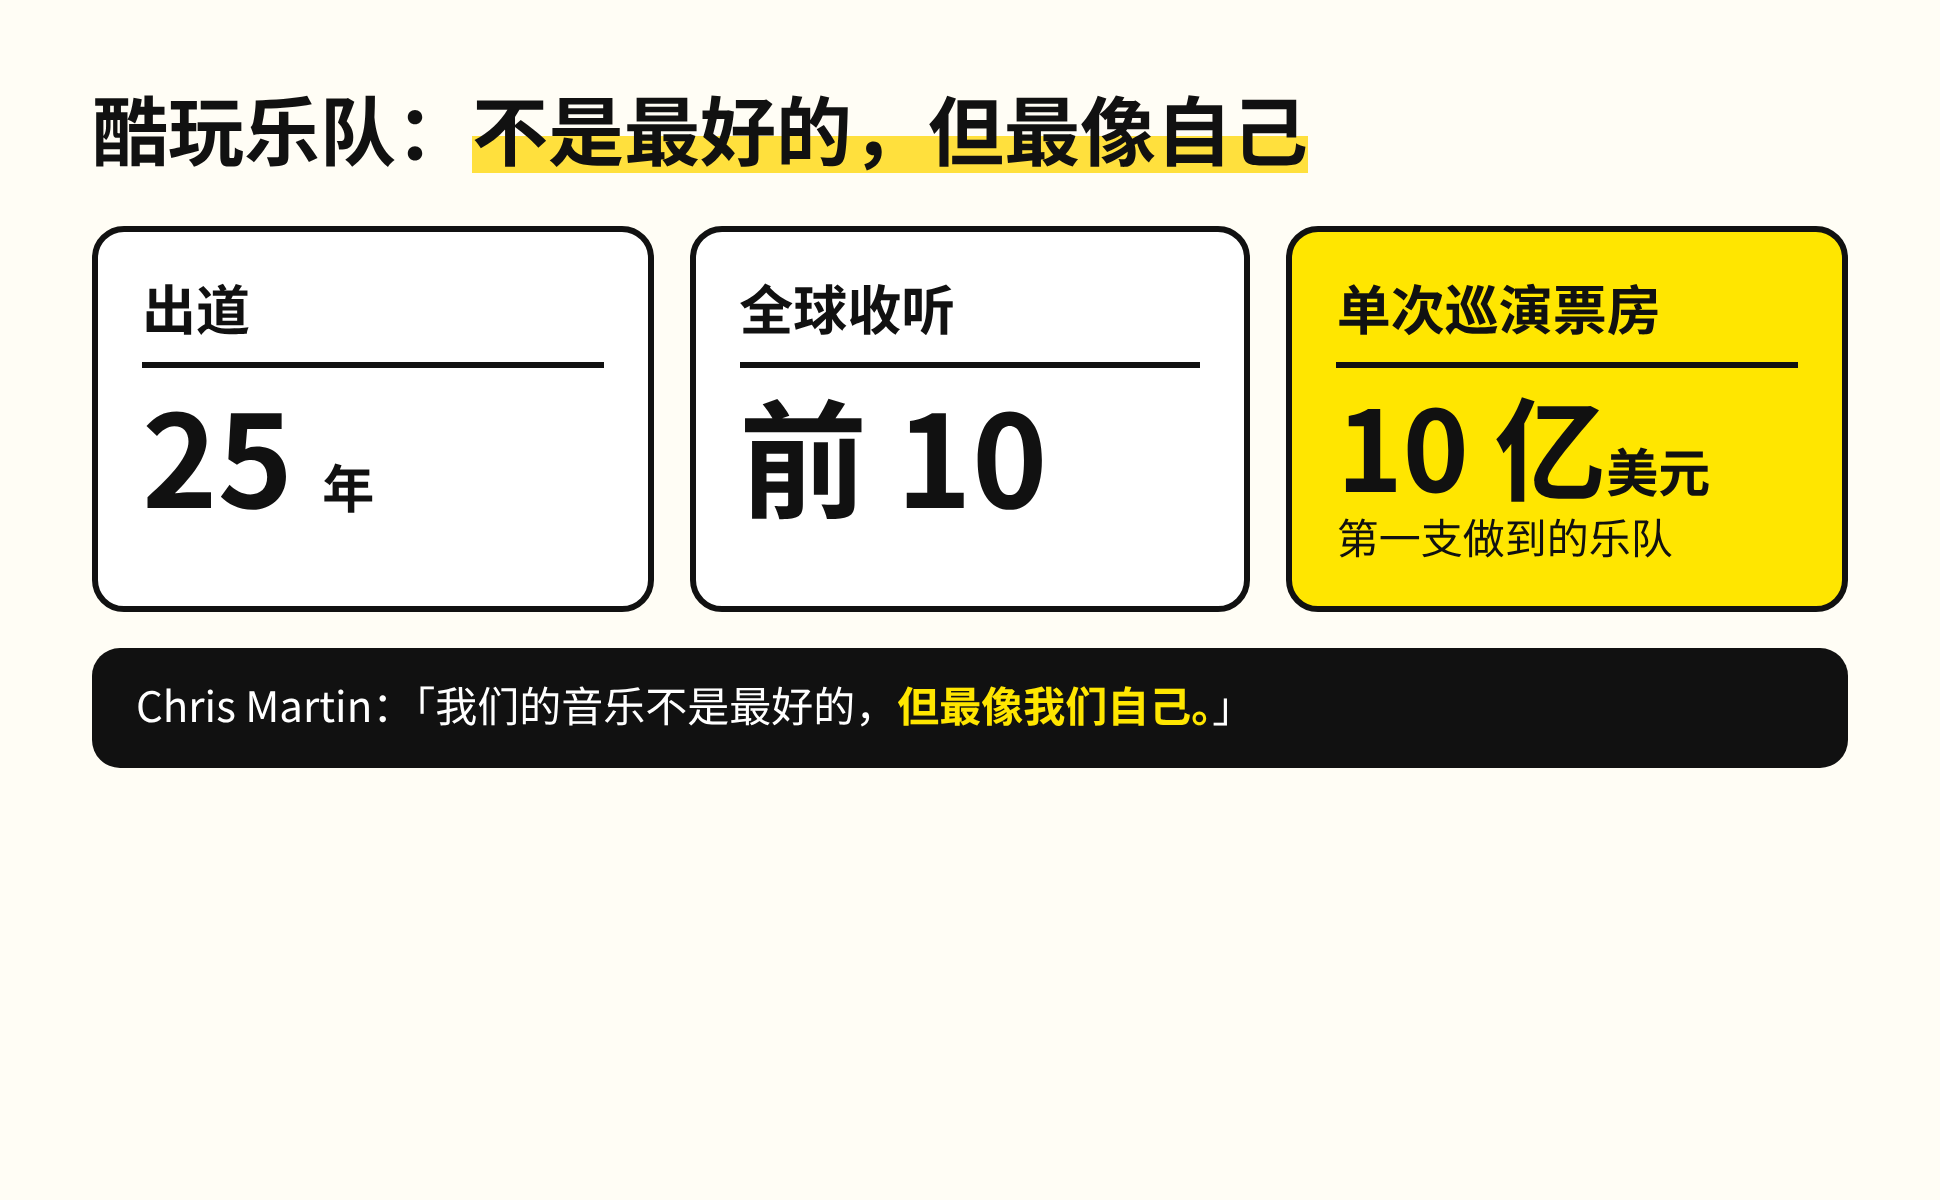 酷玩乐队：不是最好的，但最像自己
出道
25 年
全球收听
前 10
单次巡演票房
10 亿美元
第一支做到的乐队
Chris Martin：「我们的音乐不是最好的，但最像我们自己。」